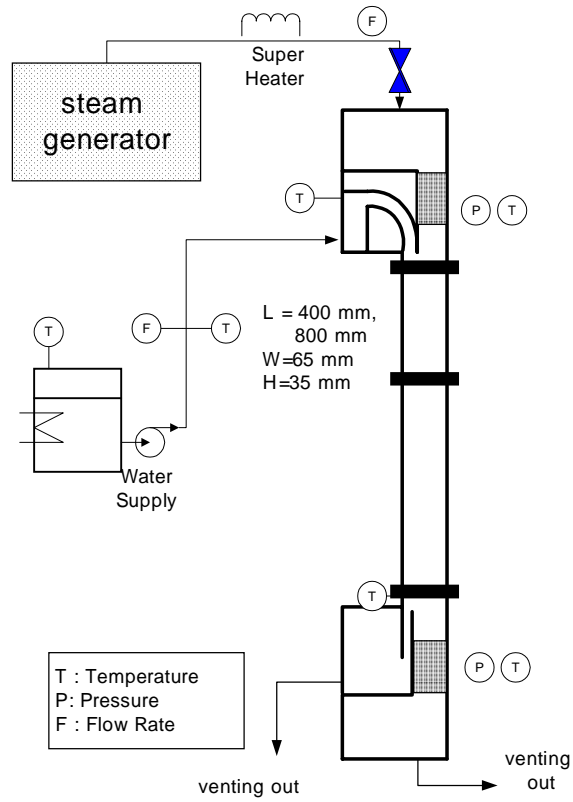 F
Super
Heater
steam
generator
T
P T
L = 400 mm,
800 mm
W=65 mm
H=35 mm
T
F T
Water
Supply
T
P T
T : Temperature
P: Pressure
F : Flow Rate
venting out
venting
out